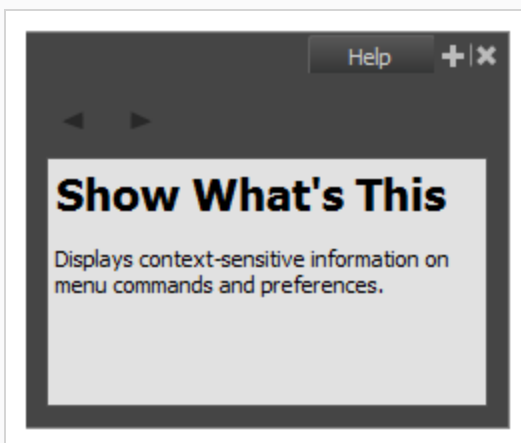 Help
Show What's This
Displays context-sensitive information on
menu commands and preferences.